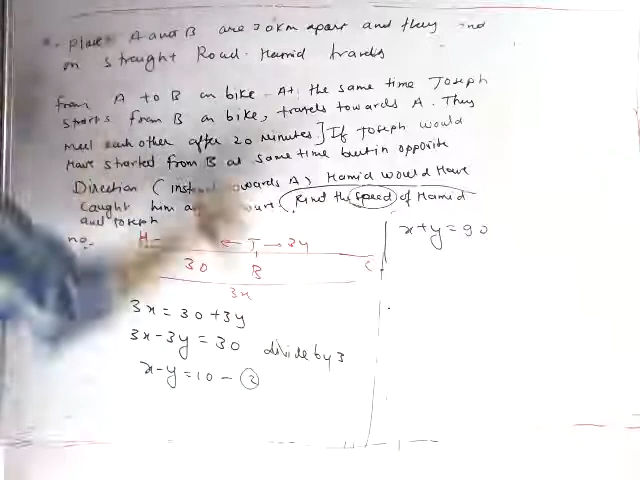 Place A and B are 30km apart and they
on straight Road. Hamid travels
from A to B on bike. At the same time Joseph
starts from B on bike, travels towards A. They
meet each other after 20 minutes] If Joseph would
Have started from B at same time but in opposite
Direction ( towards A) Hamid would Have
caught him Find the speed of Hamid
and Joseph
H ← J → 3y
30 B C
3x
3x = 30 + 3y
3x - 3y = 30 divide by 3
x - y = 10 - ②
x + y = 90